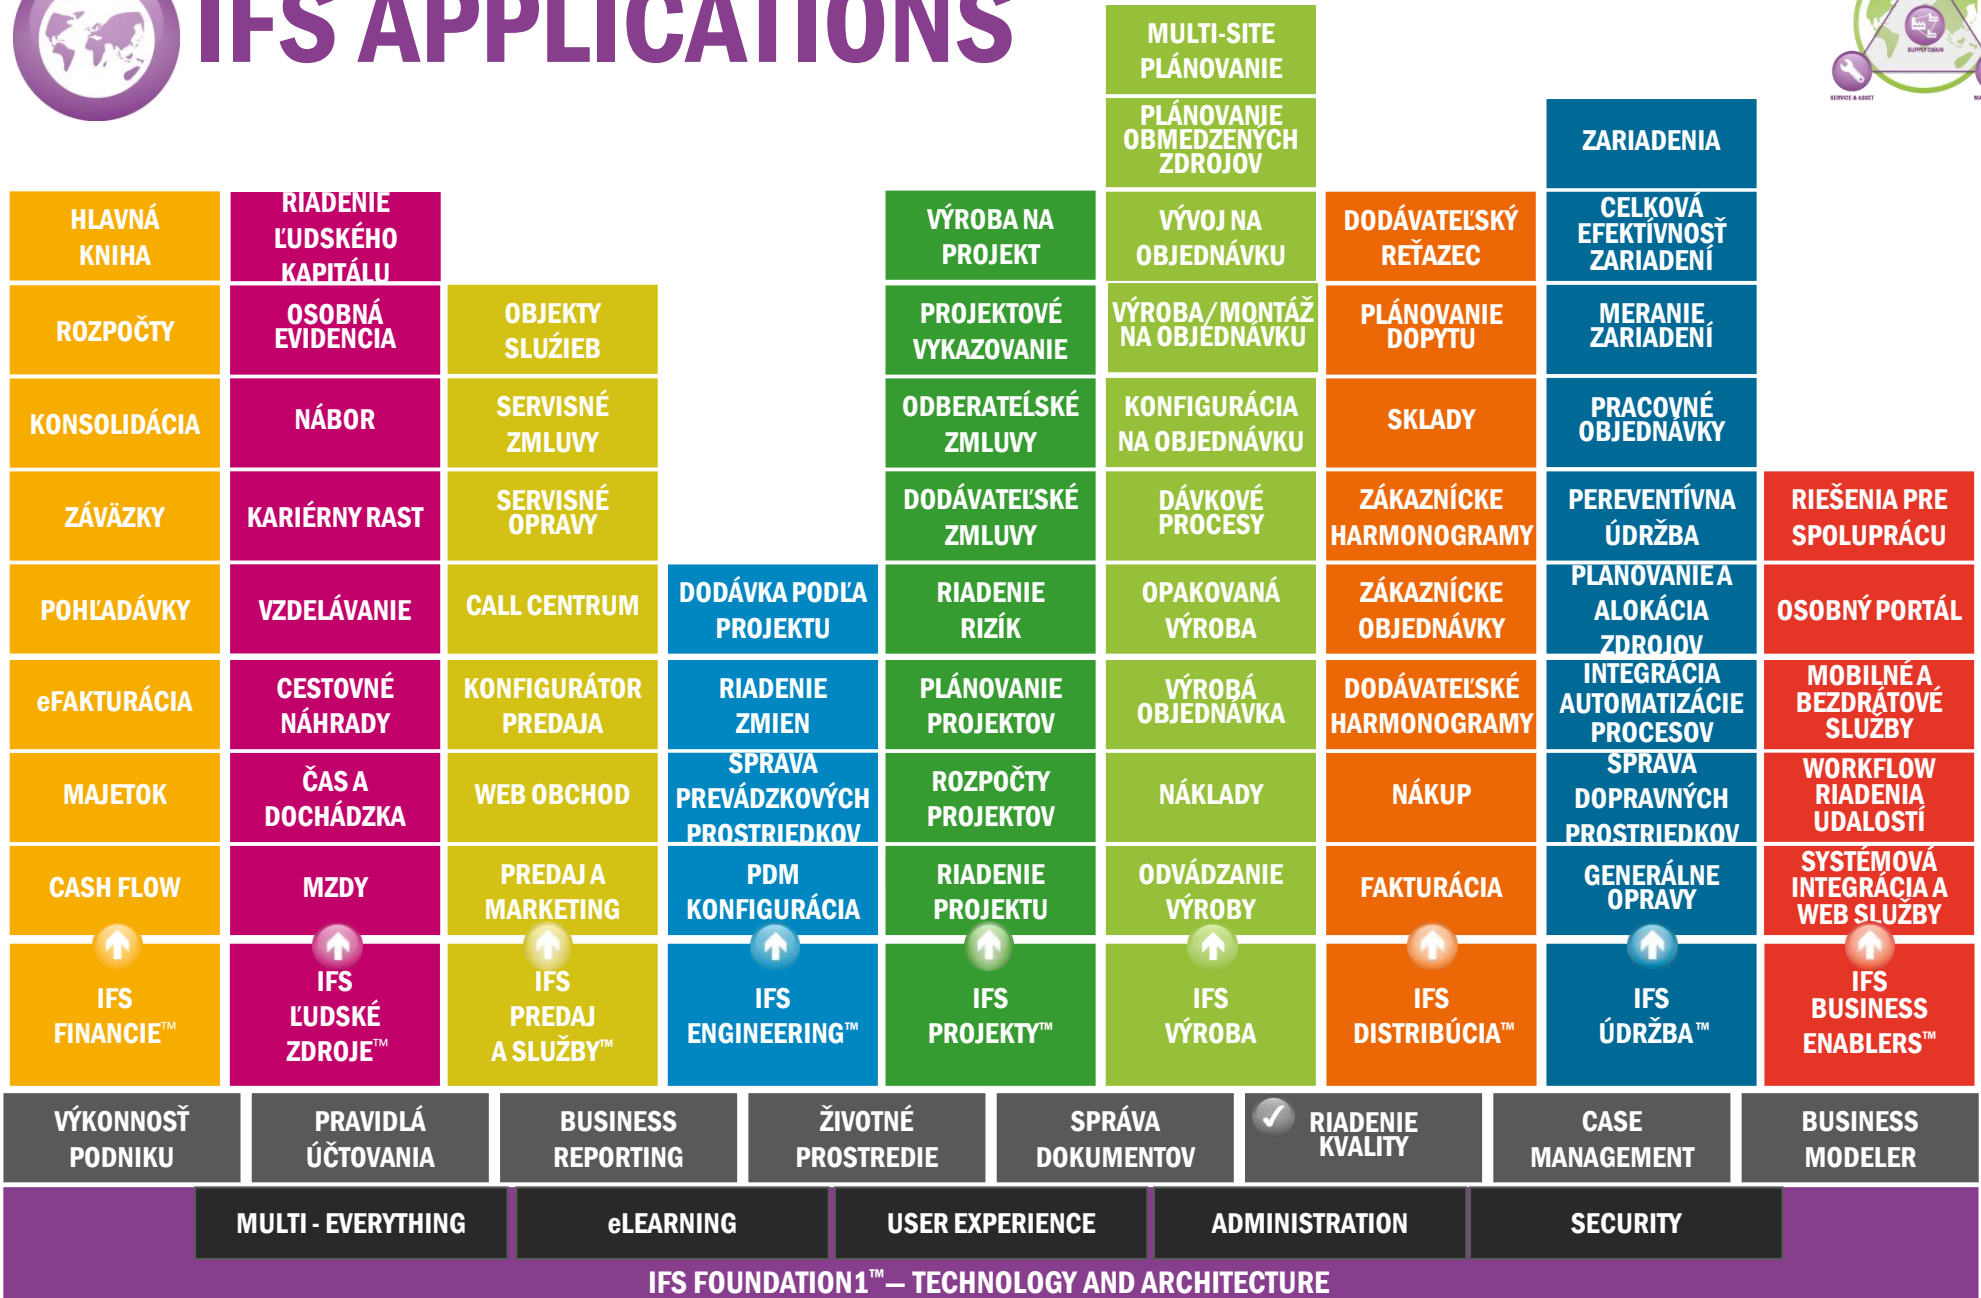 IFS APPLICATIONS
SUPPLY CHAIN
SERVICE & ASSET
MULTI-SITE
PLÁNOVANIE
PLÁNOVANIE
OBMEDZENÝCH
ZDROJOV
VÝVOJ NA
OBJEDNÁVKU
VÝROBA/MONTÁŽ
NA OBJEDNÁVKU
KONFIGURÁCIA
NA OBJEDNÁVKU
DÁVKOVÉ
PROCESY
OPAKOVANÁ
VÝROBA
VÝROBÁ
OBJEDNÁVKA
NÁKLADY
ODVÁDZANIE
VÝROBY
IFS
VÝROBA
HLAVNÁ
KNIHA
ROZPOČTY
KONSOLIDÁCIA
ZÁVÄZKY
POHĽADÁVKY
eFAKTURÁCIA
MAJETOK
CASH FLOW
IFS
FINANCIE™
RIADENIE
ĽUDSKÉHO
KAPITÁLU
OSOBNÁ
EVIDENCIA
NÁBOR
KARIÉRNY RAST
VZDELÁVANIE
CESTOVNÉ
NÁHRADY
ČAS A
DOCHÁDZKA
MZDY
IFS
ĽUDSKÉ
ZDROJE™
OBJEKTY
SLUŹIEB
SERVISNÉ
ZMLUVY
SERVISNÉ
OPRAVY
CALL CENTRUM
KONFIGURÁTOR
PREDAJA
WEB OBCHOD
PREDAJ A
MARKETING
IFS
PREDAJ
A SLUŽBY™
DODÁVKA PODĽA
PROJEKTU
RIADENIE
ZMIEN
SPRÁVA
PREVÁDZKOVÝCH
PROSTRIEDKOV
PDM
KONFIGURÁCIA
IFS
ENGINEERING™
VÝROBA NA
PROJEKT
PROJEKTOVÉ
VYKAZOVANIE
ODBERATEĹSKÉ
ZMLUVY
DODÁVATEĽSKÉ
ZMLUVY
RIADENIE
RIZÍK
PLÁNOVANIE
PROJEKTOV
ROZPOČTY
PROJEKTOV
RIADENIE
PROJEKTU
IFS
PROJEKTY™
DODÁVATEĽSKÝ
REŤAZEC
PLÁNOVANIE
DOPYTU
SKLADY
ZÁKAZNÍCKE
HARMONOGRAMY
ZÁKAZNÍCKE
OBJEDNÁVKY
DODÁVATEĽSKÉ
HARMONOGRAMY
NÁKUP
FAKTURÁCIA
IFS
DISTRIBÚCIA™
ZARIADENIA
CELKOVÁ
EFEKTÍVNOSŤ
ZARIADENÍ
MERANIE
ZARIADENÍ
PRACOVNÉ
OBJEDNÁVKY
PEREVENTÍVNA
ÚDRŽBA
PLÁNOVANIE A
ALOKÁCIA
ZDROJOV
INTEGRÁCIA
AUTOMATIZÁCIE
PROCESOV
SPRÁVA
DOPRAVNÝCH
PROSTRIEDKOV
GENERÁLNE
OPRAVY
IFS
ÚDRŽBA™
RIEŠENIA PRE
SPOLUPRÁCU
OSOBNÝ PORTÁL
MOBILNÉ A
BEZDRÁTOVÉ
SLUŽBY
WORKFLOW
RIADENIA
UDALOSTÍ
SYSTÉMOVÁ
INTEGRÁCIA A
WEB SLUŽBY
IFS
BUSINESS
ENABLERS™
VÝKONNOSŤ
PODNIKU
PRAVIDLÁ
ÚČTOVANIA
BUSINESS
REPORTING
ŽIVOTNÉ
PROSTREDIE
SPRÁVA
DOKUMENTOV
RIADENIE
KVALITY
CASE
MANAGEMENT
BUSINESS
MODELER
MULTI - EVERYTHING
eLEARNING
USER EXPERIENCE
ADMINISTRATION
SECURITY
IFS FOUNDATION1™— TECHNOLOGY AND ARCHITECTURE